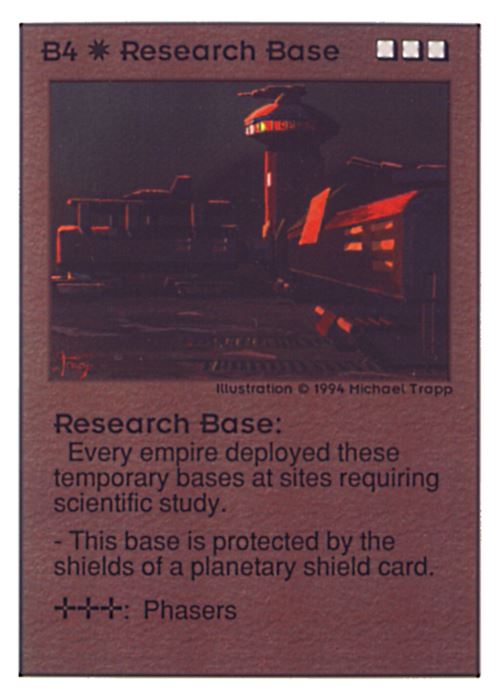 B4 ✷ Research Base
Illustration © 1994 Michael Trapp
Research Base:
Every empire deployed these
temporary bases at sites requiring
scientific study.
- This base is protected by the
shields of a planetary shield card.
✛✛✛: Phasers